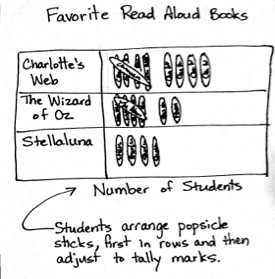 Favorite Read Aloud Books
Charlotte's
Web
The Wizard
of Oz
Stellaluna
Number of Students
Students arrange popsicle
sticks, first in rows and then
adjust to tally marks.